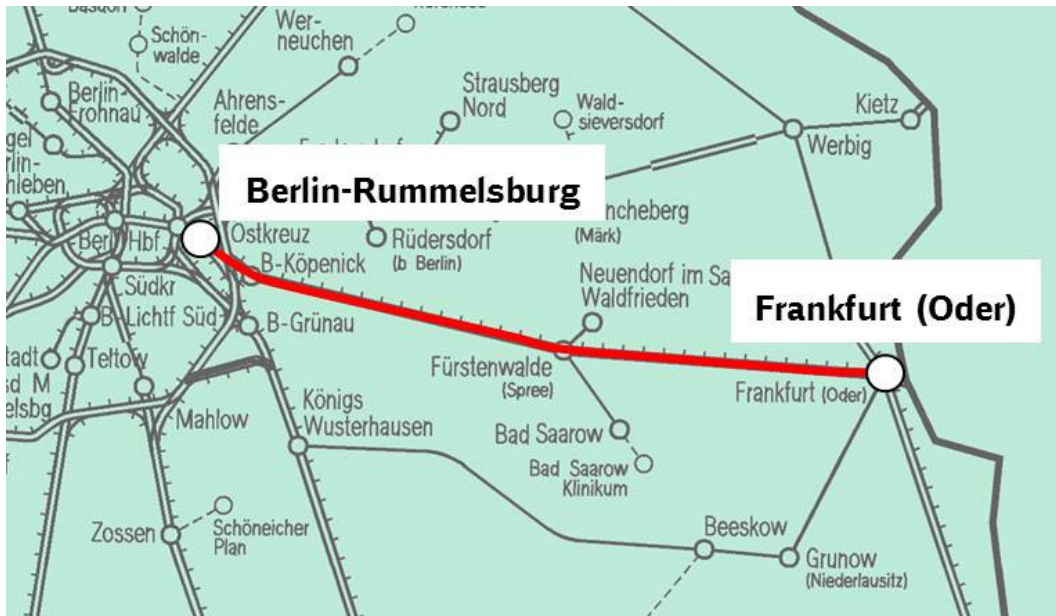 Schön-
walde
Wer-
neuchen
Berlin-
Frohnau
Ahrens-
felde
Strausberg
Nord
Wald-
sieversdorf
Kietz
Werbig
Berlin-Rummelsburg
Ostkreuz
Hbf
Rüdersdorf
(b Berlin)
(Märk)
B-Köpenick
Neuendorf im
Waldfrieden
Südkr
B-Lichtf Süd
B-Grünau
Frankfurt (Oder)
Teltow
Fürstenwalde
(Spree)
Frankfurt (Oder)
Mahlow
Königs
Wusterhausen
Bad Saarow
Bad Saarow
Klinikum
Zossen
Schöneicher
Plan
Beeskow
Grunow
(Niederlausitz)